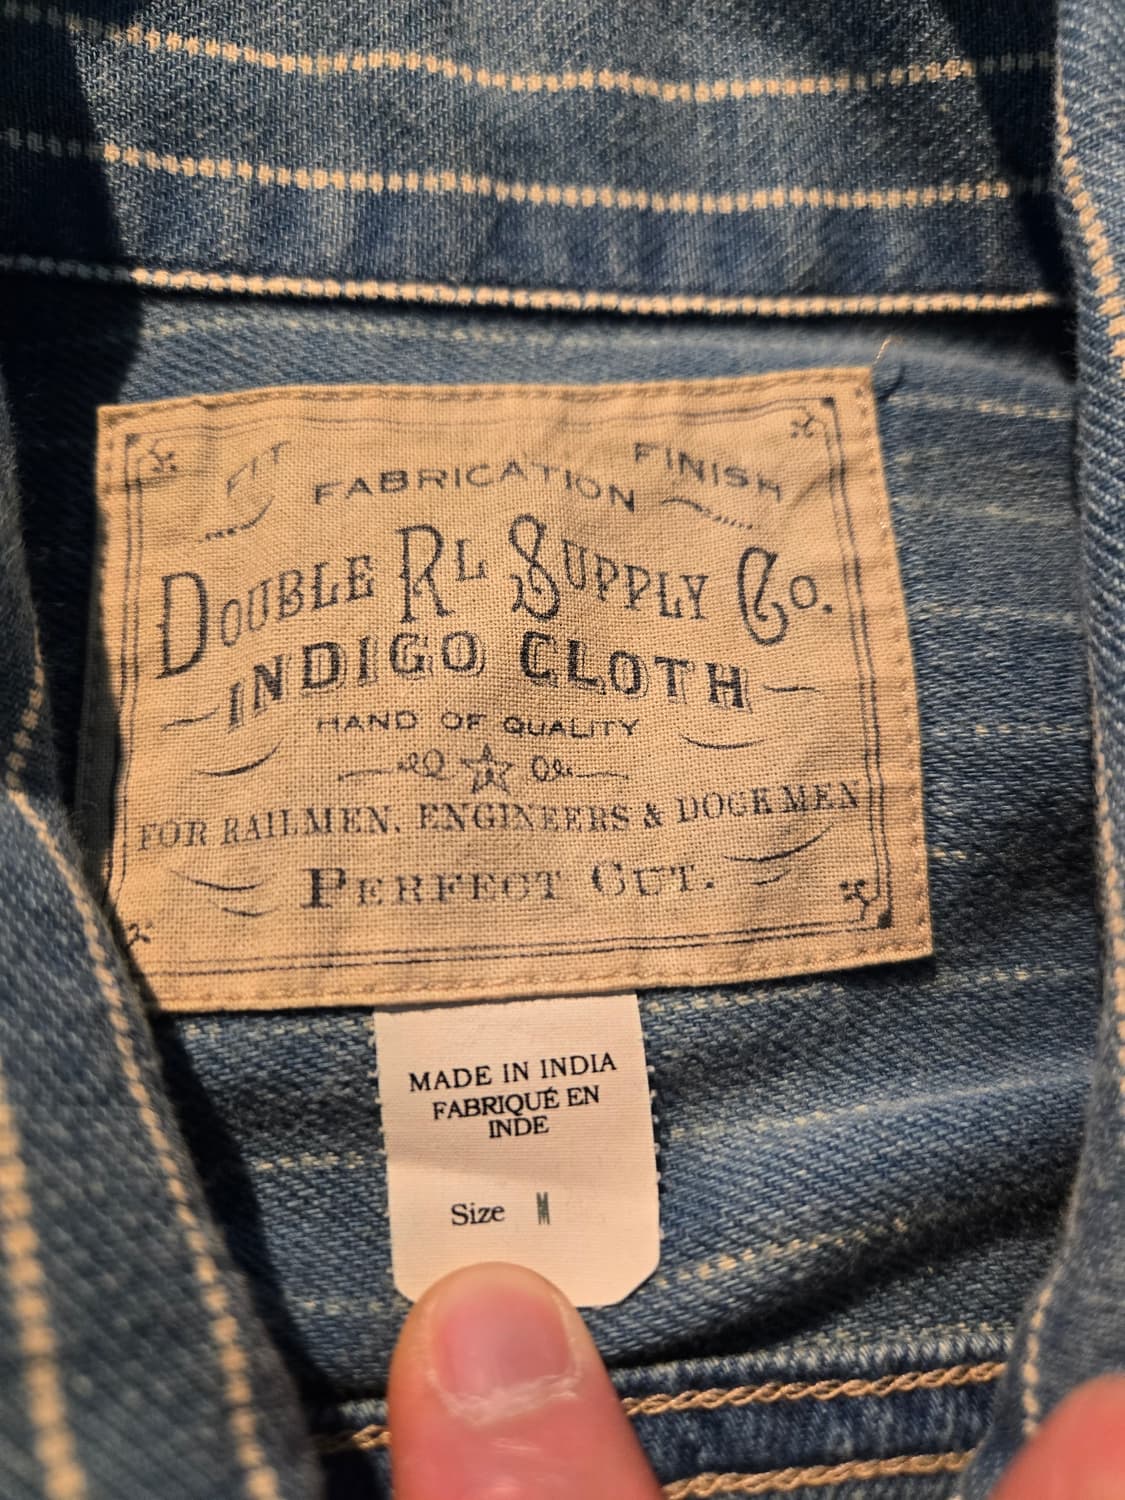 FIT FABRICATION FINISH
DOUBLE RL SUPPLY CO.
INDIGO CLOTH
HAND OF QUALITY
FOR RAILMEN, ENGINEERS & DOCKMEN
PERFECT CUT.
MADE IN INDIA
FABRIQUÉ EN
INDE
Size M